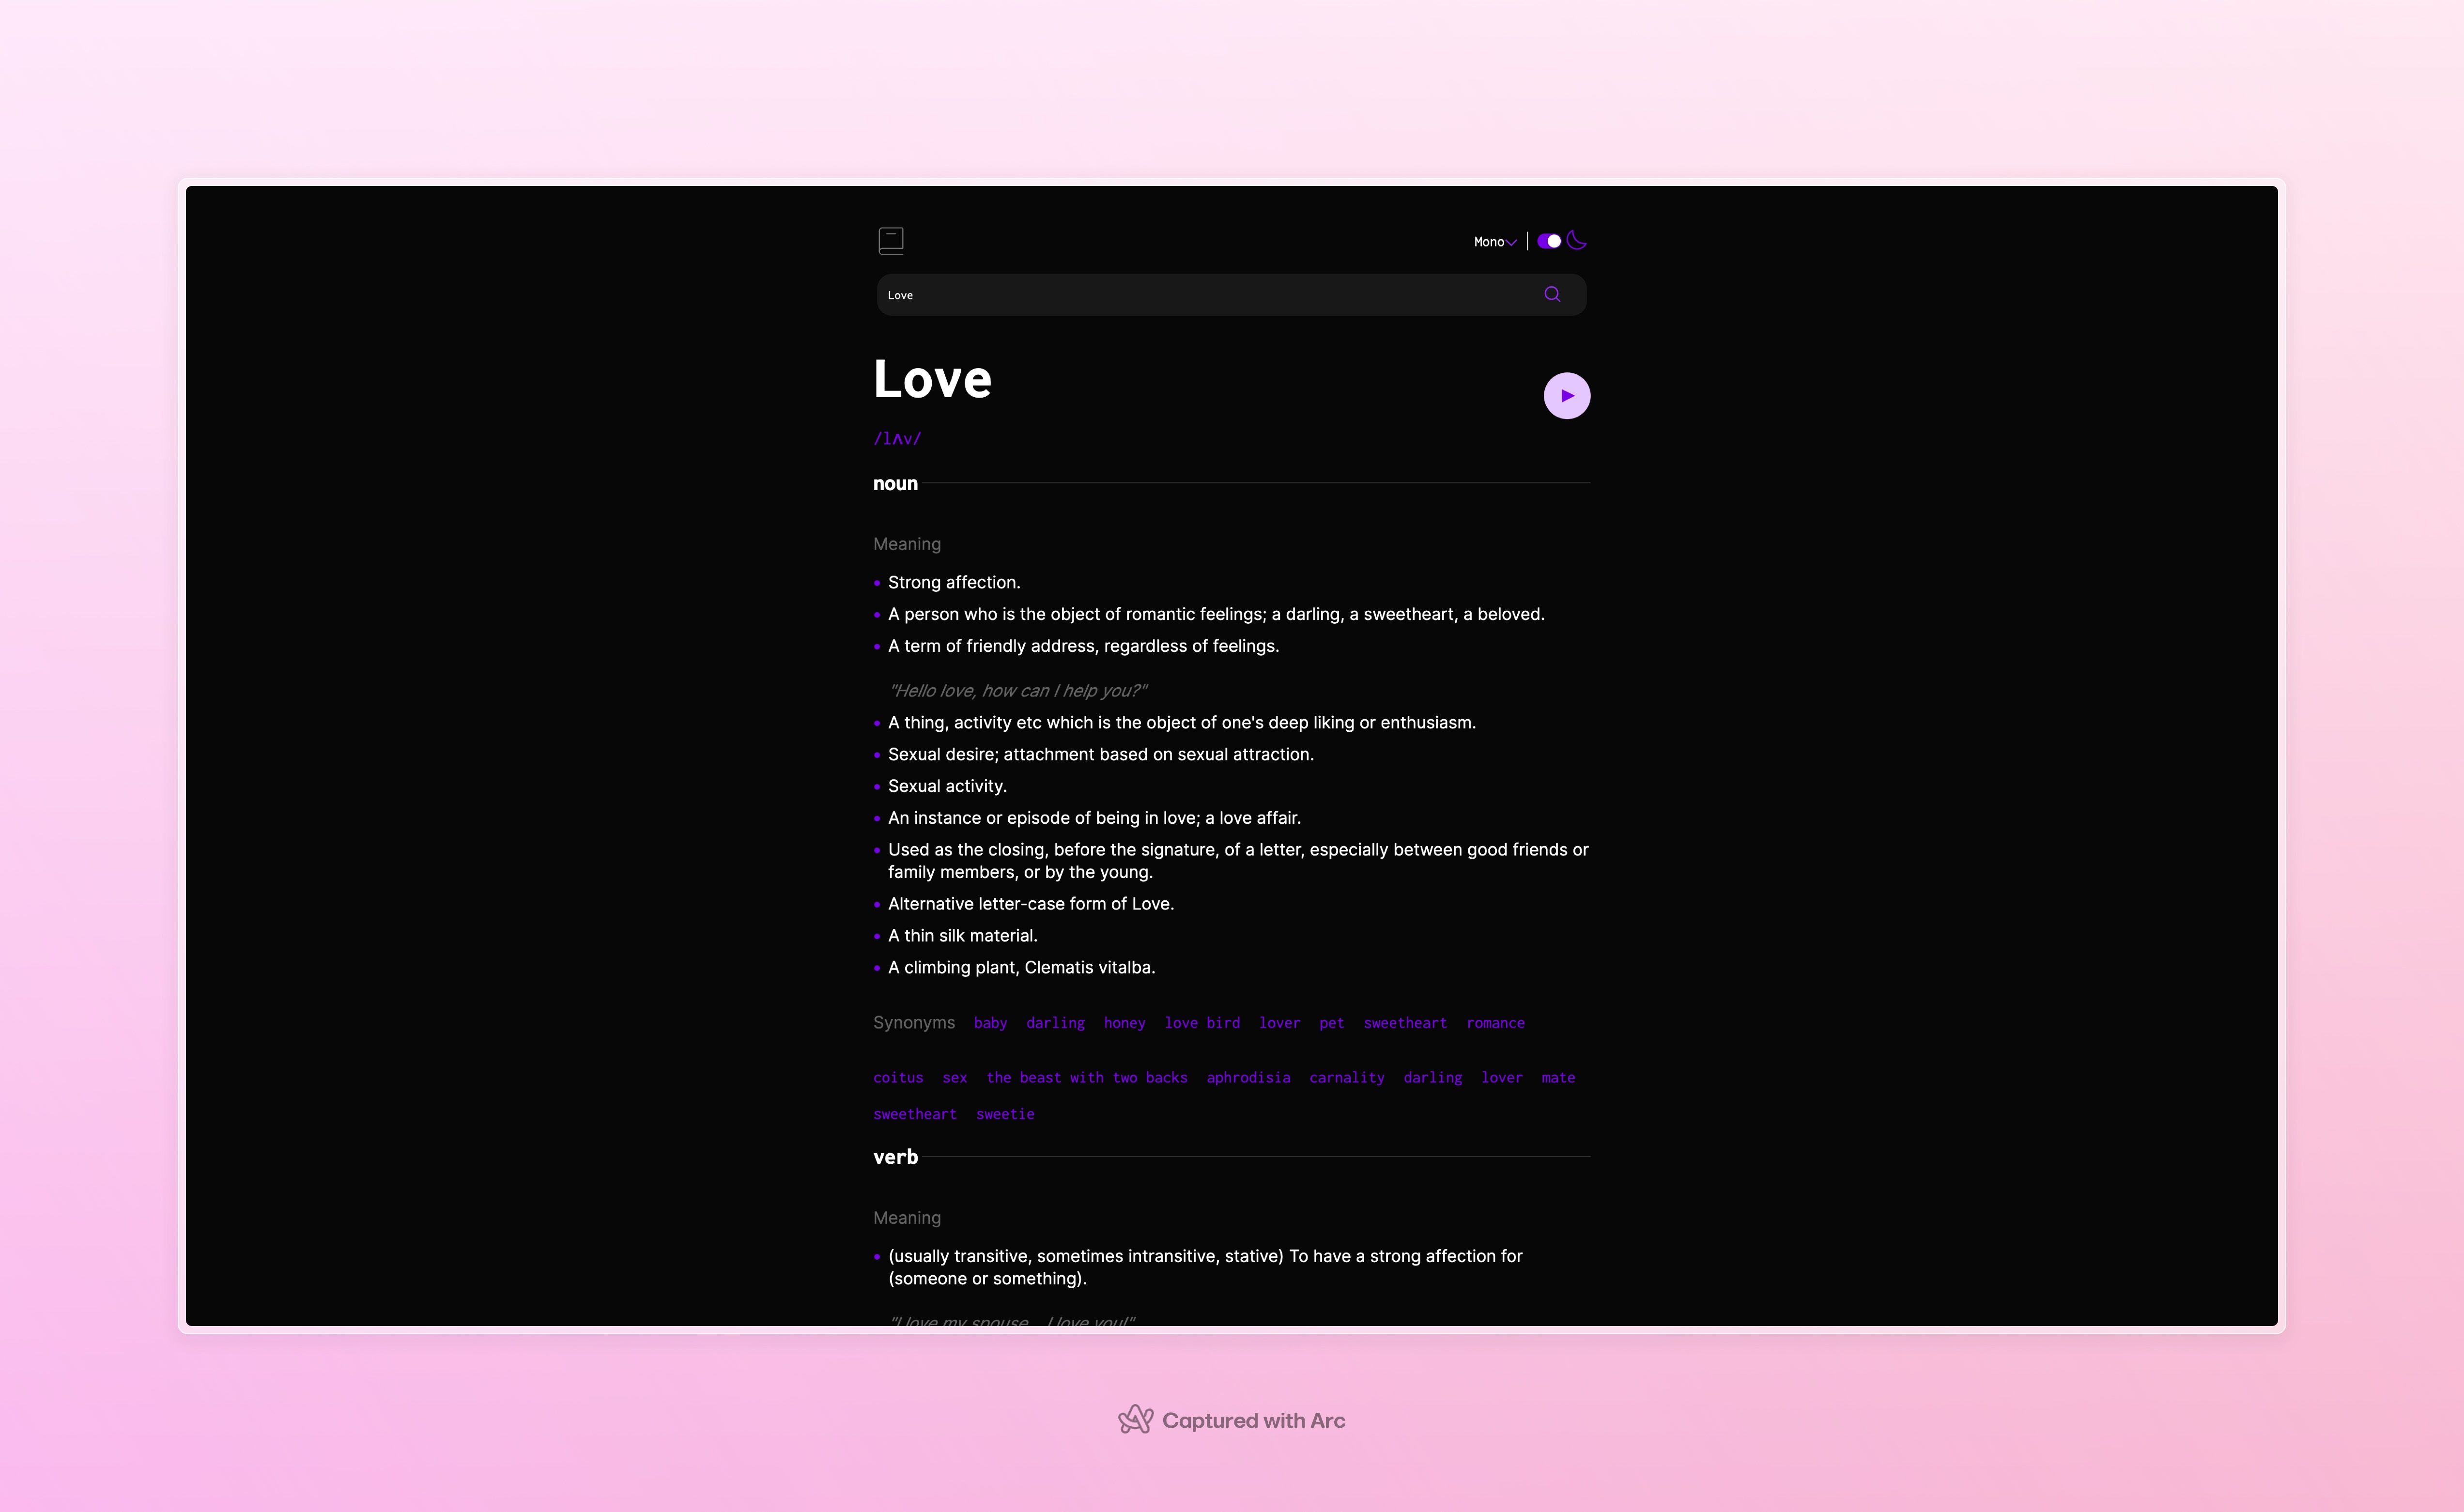 Mono
Love
Love
/lʌv/
noun
Meaning
Strong affection.
A person who is the object of romantic feelings; a darling, a sweetheart, a beloved.
A term of friendly address, regardless of feelings.
"Hello love, how can I help you?"
A thing, activity etc which is the object of one's deep liking or enthusiasm.
Sexual desire; attachment based on sexual attraction.
Sexual activity.
An instance or episode of being in love; a love affair.
Used as the closing, before the signature, of a letter, especially between good friends or
family members, or by the young.
Alternative letter-case form of Love.
A thin silk material.
A climbing plant, Clematis vitalba.
Synonyms baby darling honey love bird lover pet sweetheart romance
coitus sex the beast with two backs aphrodisia carnality darling lover mate
sweetheart sweetie
verb
Meaning
(usually transitive, sometimes intransitive, stative) To have a strong affection for
(someone or something).
"I love my spouse. I love you!"
Captured with Arc